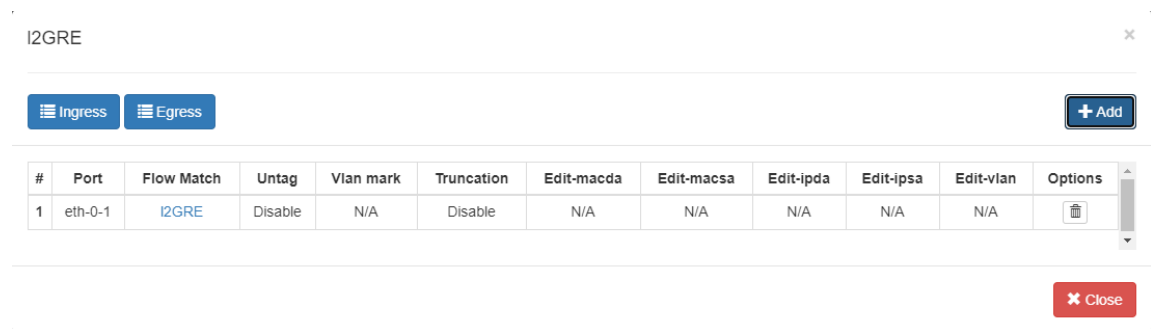 l2GRE
×
Ingress Egress + Add
# Port Flow Match Untag Vlan mark Truncation Edit-macda Edit-macsa Edit-ipda Edit-ipsa Edit-vlan Options
1 eth-0-1 l2GRE Disable N/A Disable N/A N/A N/A N/A N/A
✖ Close